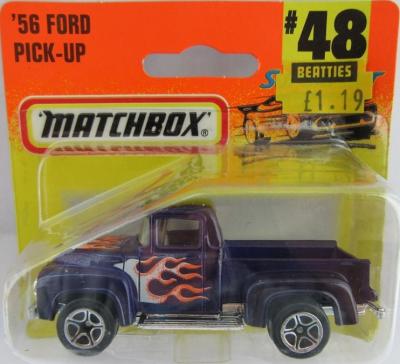 '56 FORD
PICK-UP
#48
BEATTIES
£1.19
MATCHBOX®